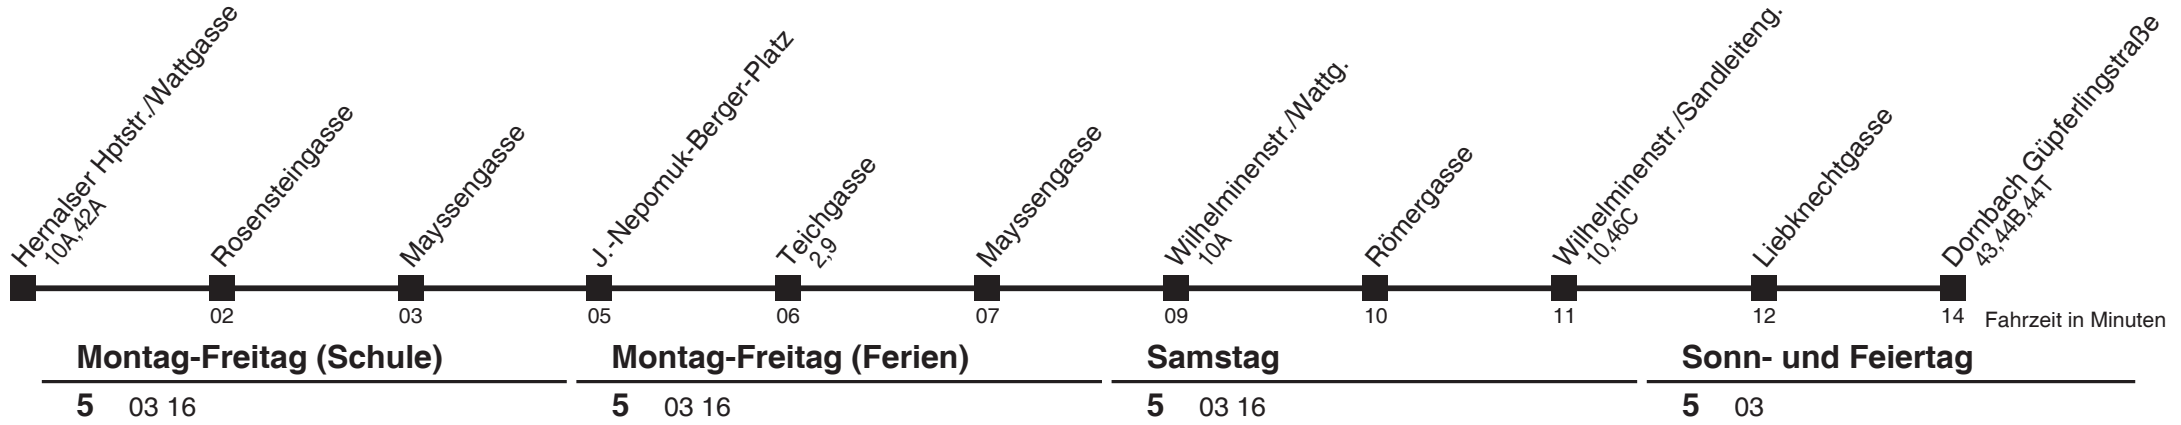 Hernalser Hptstr./Wattgasse
10A,42A
Rosensteingasse
Mayssengasse
J.-Nepomuk-Berger-Platz
Teichgasse
2,9
Mayssengasse
Wilhelminenstr./Wattg.
10A
Römergasse
Wilhelminenstr./Sandleiteng.
10,46C
Liebknechtgasse
Dornbach Güpferlingstraße
43,44B,44T
02 03 05 06 07 09 10 11 12 14 Fahrzeit in Minuten
Montag-Freitag (Schule) Montag-Freitag (Ferien) Samstag Sonn- und Feiertag
5 03 16 5 03 16 5 03 16 5 03